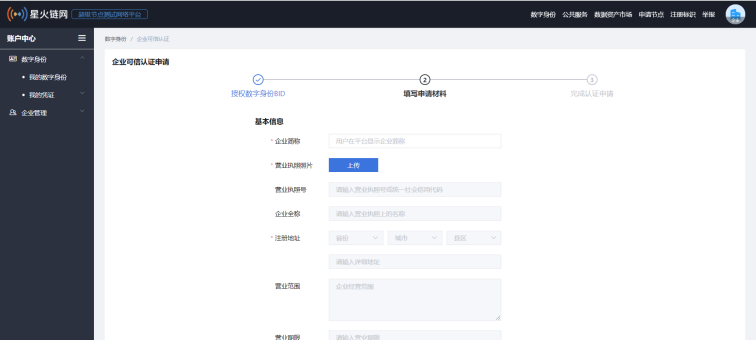 星火链网 超级节点测试网络平台
数字身份 公共服务 数据资产市场 申请节点 注册标识 举报
账户中心
数字身份
我的数字身份
我的凭证
企业管理
数字身份 / 企业可信认证
企业可信认证申请
2 3
授权数字身份BID 填写申请材料 完成认证申请
基本信息
* 企业简称 用户在平台显示企业简称
* 营业执照照片 上传
营业执照号 请输入营业执照号或统一社会信用代码
企业全称 请输入营业执照上的名称
* 注册地址 省份 城市 县区
请输入详细地址
营业范围 企业经营范围
营业期限 请输入营业期限